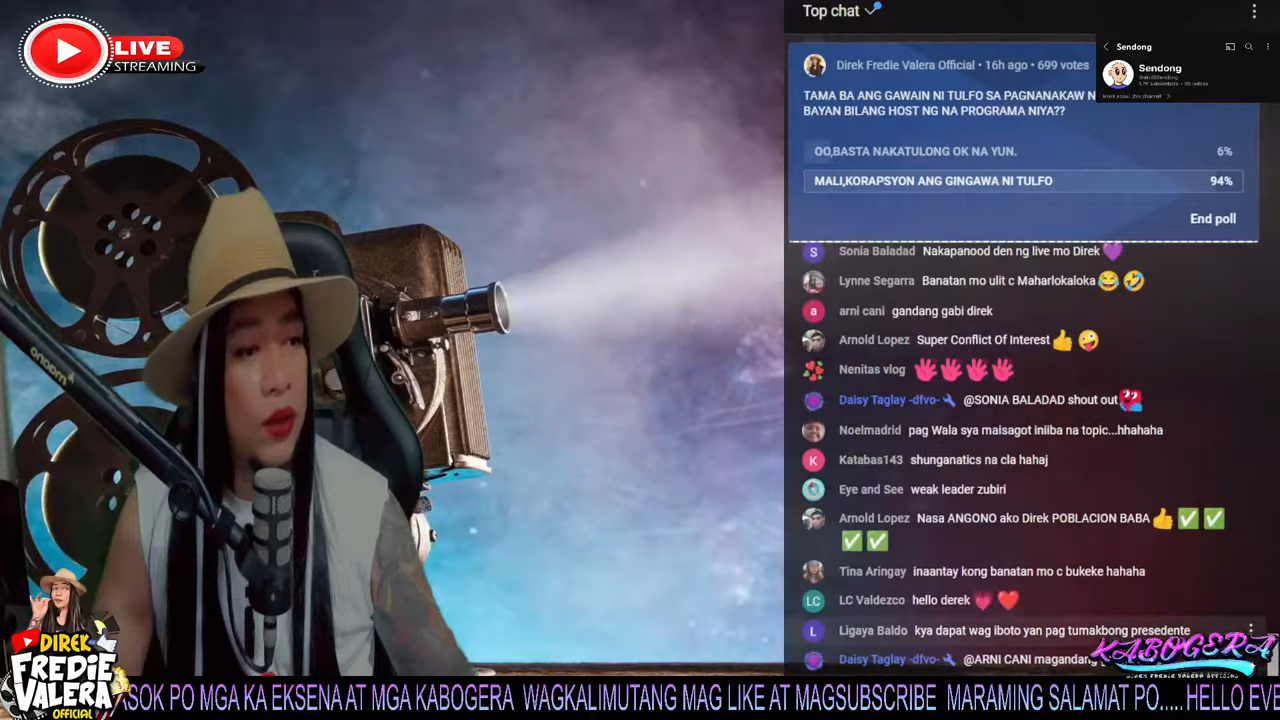 LIVE
STREAMING
Top chat
Sendong
Sendong
Direk Fredie Valera Official • 16h ago • 699 votes
TAMA BA ANG GAWAIN NI TULFO SA PAGNANAKAW N
BAYAN BILANG HOST NG NA PROGRAMA NIYA??
OO,BASTA NAKATULONG OK NA YUN. 6%
MALI,KORAPSYON ANG GINGAWA NI TULFO 94%
End poll
Sonia Baladad Nakapanood den ng live mo Direk 💜
Lynne Segarra Banatan mo ulit c Maharlokaloka 😂 🤣
arni cani gandang gabi direk
Arnold Lopez Super Conflict Of Interest 👍 🤪
Nenitas vlog
Daisy Taglay -dfvo- @SONIA BALADAD shout out
Noelmadrid pag Wala sya maisagot iniiba na topic...hhahaha
Katabas143 shunganatics na cla hahaj
Eye and See weak leader zubiri
Arnold Lopez Nasa ANGONO ako Direk POBLACION BABA 👍 ✅ ✅
✅ ✅
Tina Aringay inaantay kong banatan mo c bukeke hahaha
LC Valdezco hello derek 💗 ❤️
Ligaya Baldo kya dapat wag iboto yan pag tumakbong presedente
Daisy Taglay -dfvo- @ARNI CANI magandang
KABOGERA
DIREK FREDIE VALERA OFFICIAL
maono
DIREK
FREDIE
VALERA
OFFICIAL
ASOK PO MGA KA EKSENA AT MGA KABOGERA WAGKALIMUTANG MAG LIKE AT MAGSUBSCRIBE MARAMING SALAMAT PO..... HELLO EVE